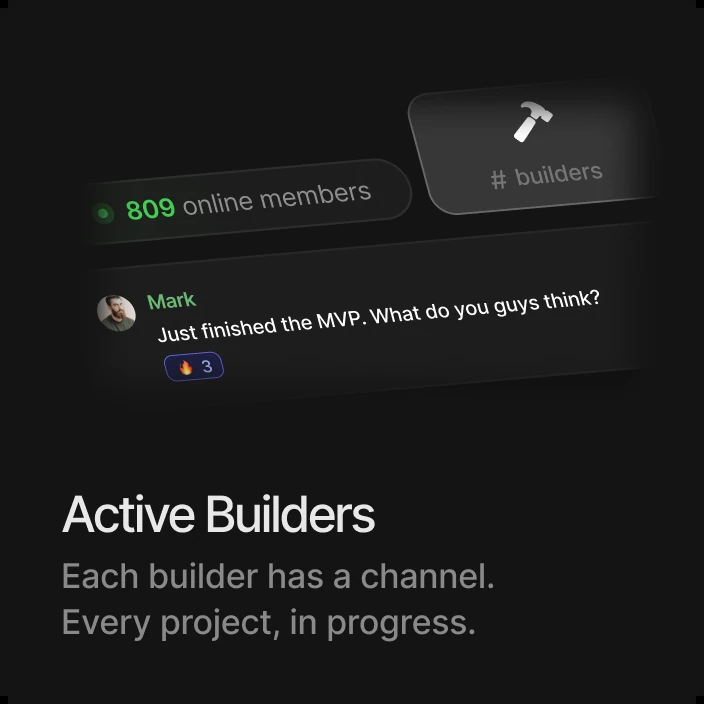 # builders
809 online members
Mark
Just finished the MVP. What do you guys think?
🔥 3
Active Builders
Each builder has a channel.
Every project, in progress.